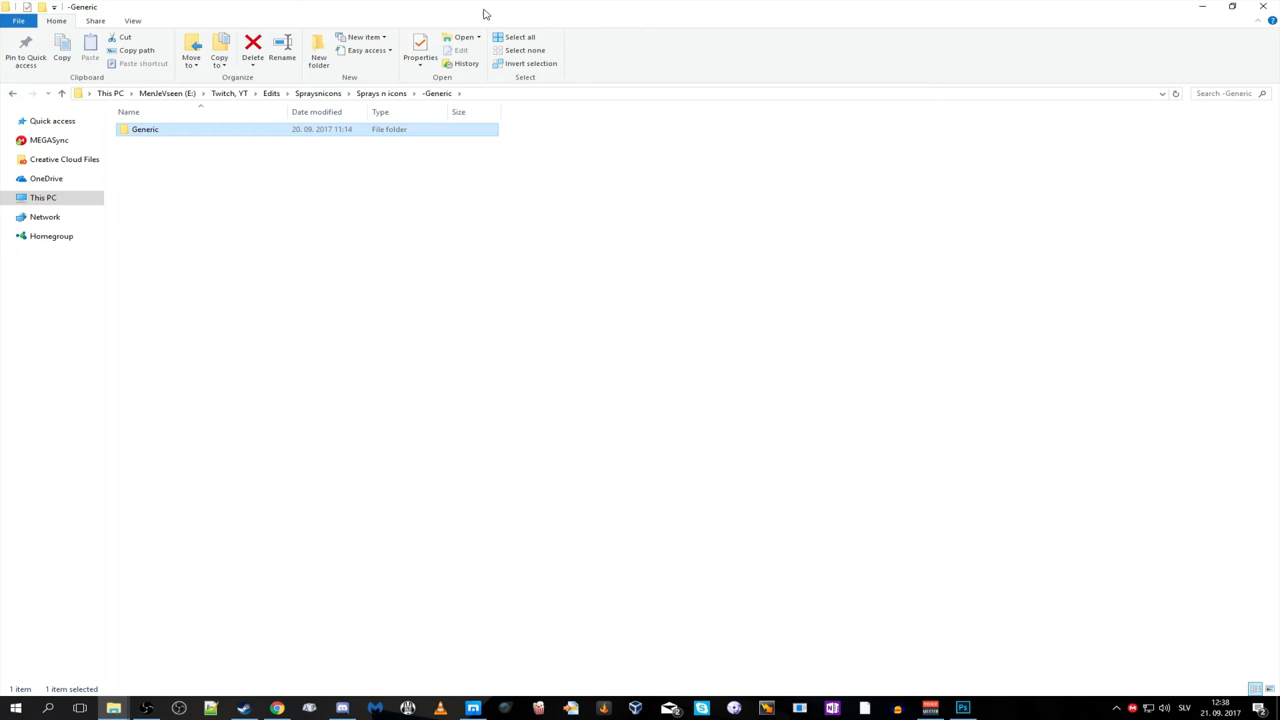 -Generic
File Home Share View
Pin to Quick access
Copy
Paste
Cut
Copy path
Paste shortcut
Clipboard
Move to
Copy to
Delete
Rename
Organize
New folder
New item
Easy access
New
Properties
Open
Edit
History
Open
Select all
Select none
Invert selection
Select
This PC MenJeVseen (E:) Twitch, YT Edits Spraysnicons Sprays n icons -Generic
Search -Generic
Name Date modified Type Size
Generic 20. 09. 2017 11:14 File folder
Quick access
MEGASync
Creative Cloud Files
OneDrive
This PC
Network
Homegroup
1 item 1 item selected
SLV
12:38
21. 09. 2017